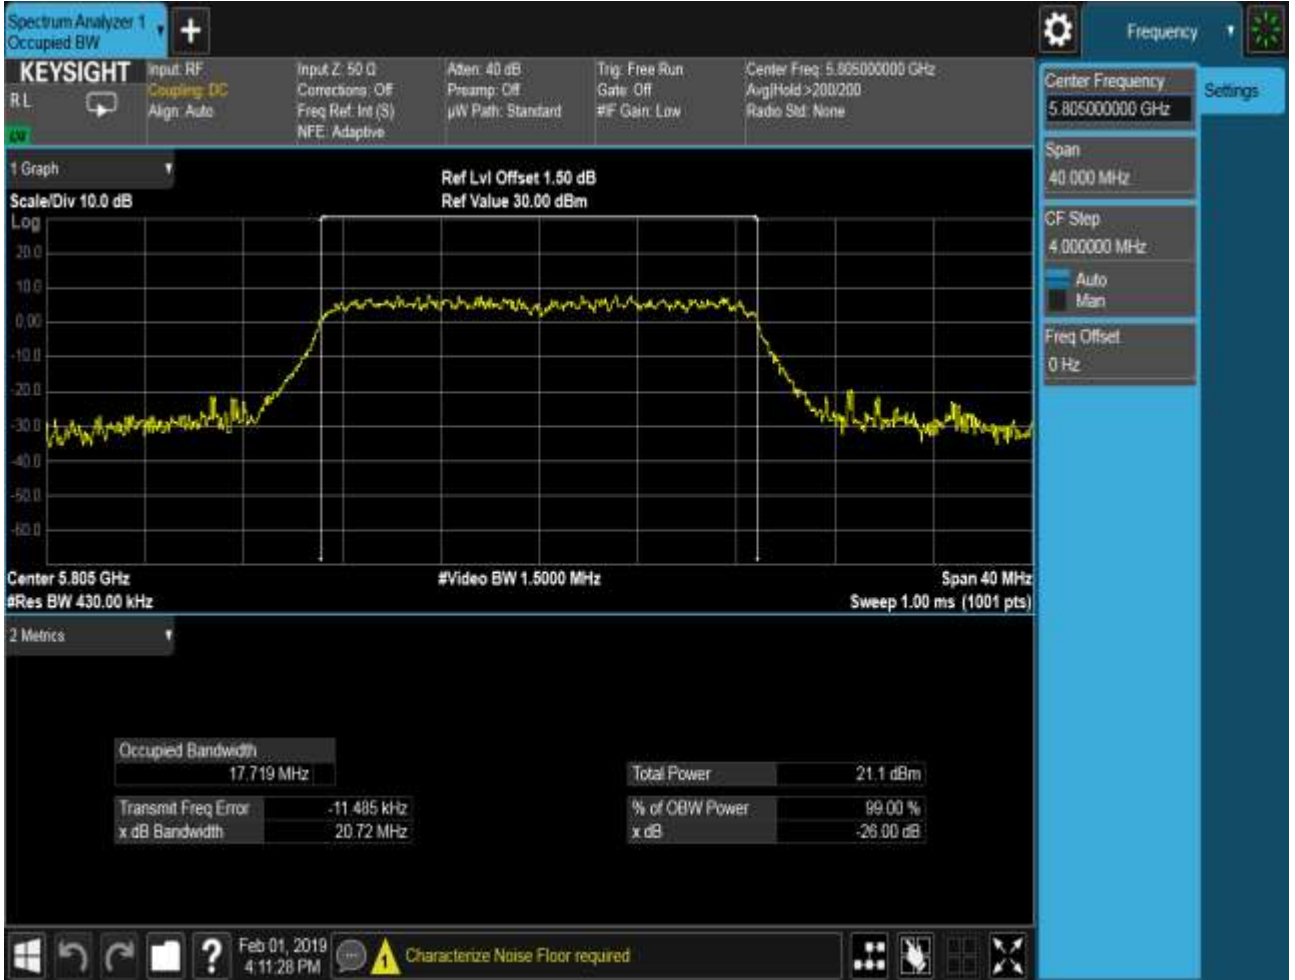 Spectrum Analyzer 1
Occupied BW
Frequency
KEYSIGHT
R L
Input: RF
Coupling: DC
Align: Auto
Input Z: 50 Ω
Corrections: Off
Freq Ref: Int (S)
NFE: Adaptive
Atten: 40 dB
Preamp: Off
µW Path: Standard
Trig: Free Run
Gate: Off
#IF Gain: Low
Center Freq: 5.805000000 GHz
Avg|Hold:>200/200
Radio Std: None
Center Frequency
5.805000000 GHz
Settings
Span
40.000 MHz
CF Step
4.000000 MHz
Auto
Man
Freq Offset
0 Hz
1 Graph
Scale/Div 10.0 dB
Ref Lvl Offset 1.50 dB
Ref Value 30.00 dBm
Log
20.0
10.0
0.00
-10.0
-20.0
-30.0
-40.0
-50.0
-60.0
Center 5.805 GHz
#Video BW 1.5000 MHz
Span 40 MHz
#Res BW 430.00 kHz
Sweep 1.00 ms (1001 pts)
2 Metrics
Occupied Bandwidth
17.719 MHz
Total Power 21.1 dBm
Transmit Freq Error -11.485 kHz
% of OBW Power 99.00 %
x dB Bandwidth 20.72 MHz
x dB -26.00 dB
Feb 01, 2019
4:11:28 PM
1
Characterize Noise Floor required